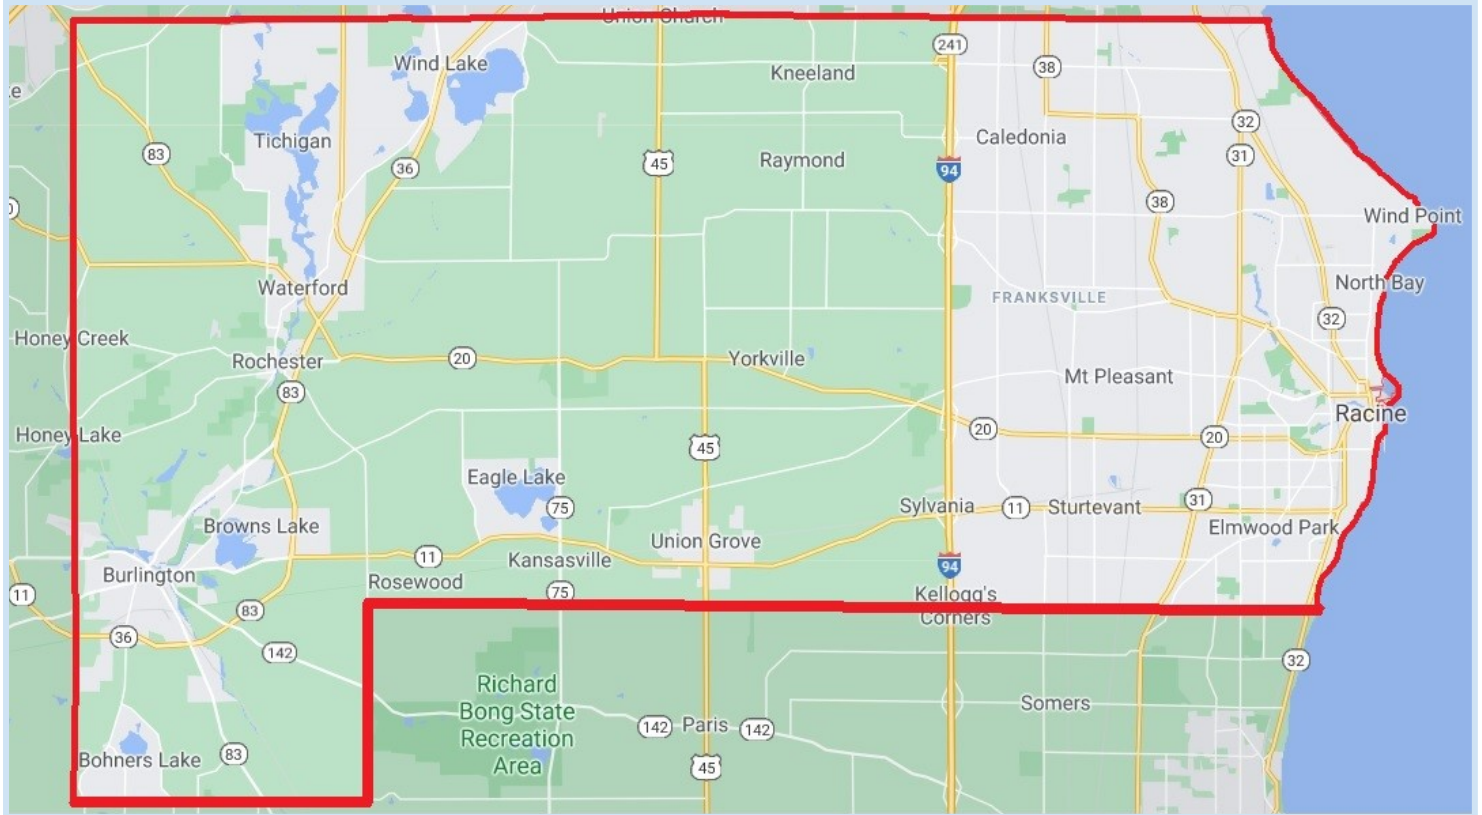 Union Church
241
Wind Lake
38
Kneeland
32
Caledonia
Tichigan
83
31
Raymond
45
36
94
38
Wind Point
North Bay
Waterford
FRANKSVILLE
32
Honey Creek
Rochester
20
Yorkville
Mt Pleasant
83
Racine
20
20
Honey Lake
45
Eagle Lake
31
75
Sylvania
11
Sturtevant
Browns Lake
Elmwood Park
Union Grove
11
Kansasville
94
Burlington
Rosewood
75
11
Kellogg's
Corners
83
36
142
32
Richard
Bong State
Recreation
Area
Somers
142
Paris
142
83
Bohners Lake
45